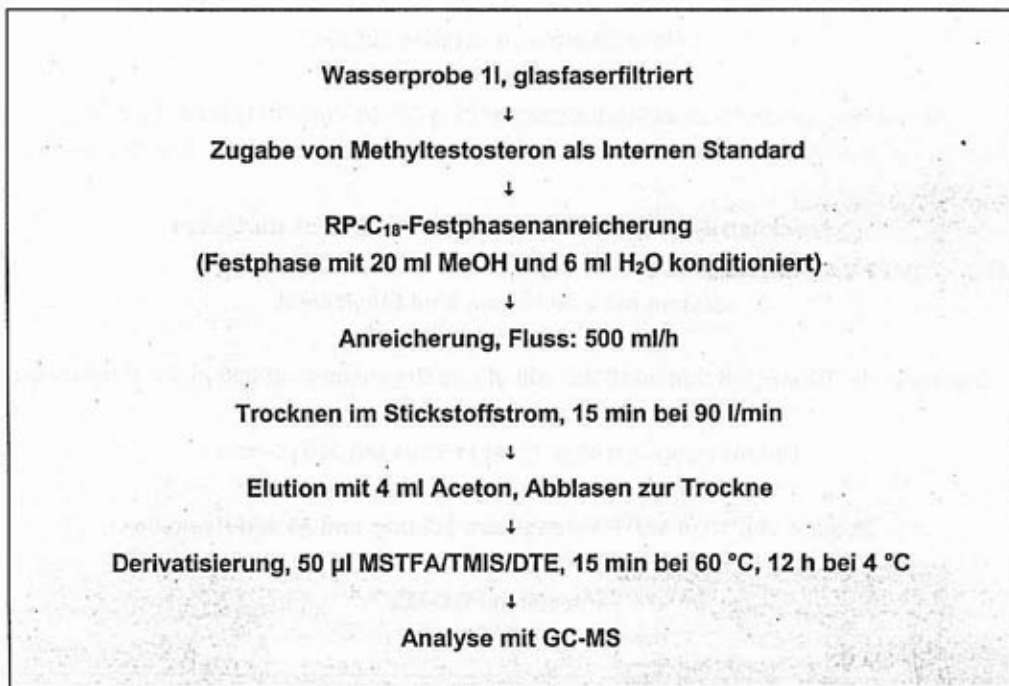 Wasserprobe 1l, glasfaserfiltriert
↓
Zugabe von Methyltestosteron als Internen Standard
↓
RP-C₁₈-Festphasenanreicherung
(Festphase mit 20 ml MeOH und 6 ml H₂O konditioniert)
↓
Anreicherung, Fluss: 500 ml/h
↓
Trocknen im Stickstoffstrom, 15 min bei 90 l/min
↓
Elution mit 4 ml Aceton, Abblasen zur Trockne
↓
Derivatisierung, 50 µl MSTFA/TMIS/DTE, 15 min bei 60 °C, 12 h bei 4 °C
↓
Analyse mit GC-MS